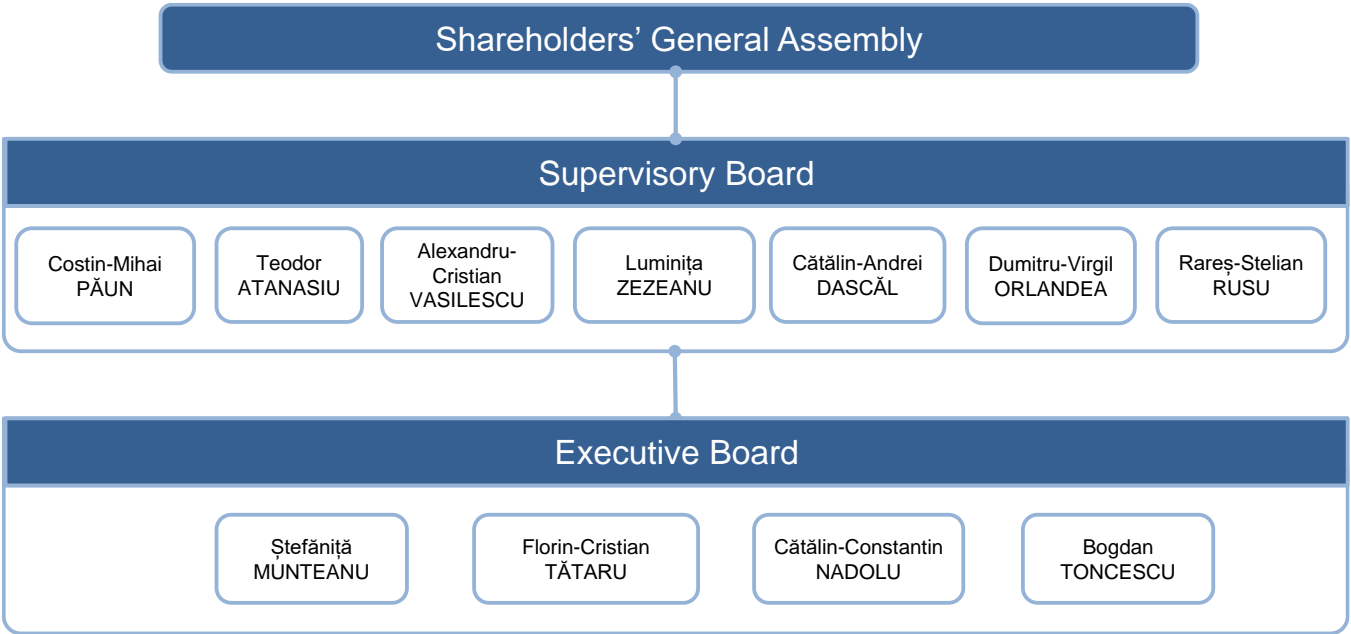 Shareholders’ General Assembly
Supervisory Board
Costin-Mihai
PĂUN
Teodor
ATANASIU
Alexandru-
Cristian
VASILESCU
Luminița
ZEZEANU
Cătălin-Andrei
DASCĂL
Dumitru-Virgil
ORLANDEA
Rareș-Stelian
RUSU
Executive Board
Ștefăniță
MUNTEANU
Florin-Cristian
TĂTARU
Cătălin-Constantin
NADOLU
Bogdan
TONCESCU